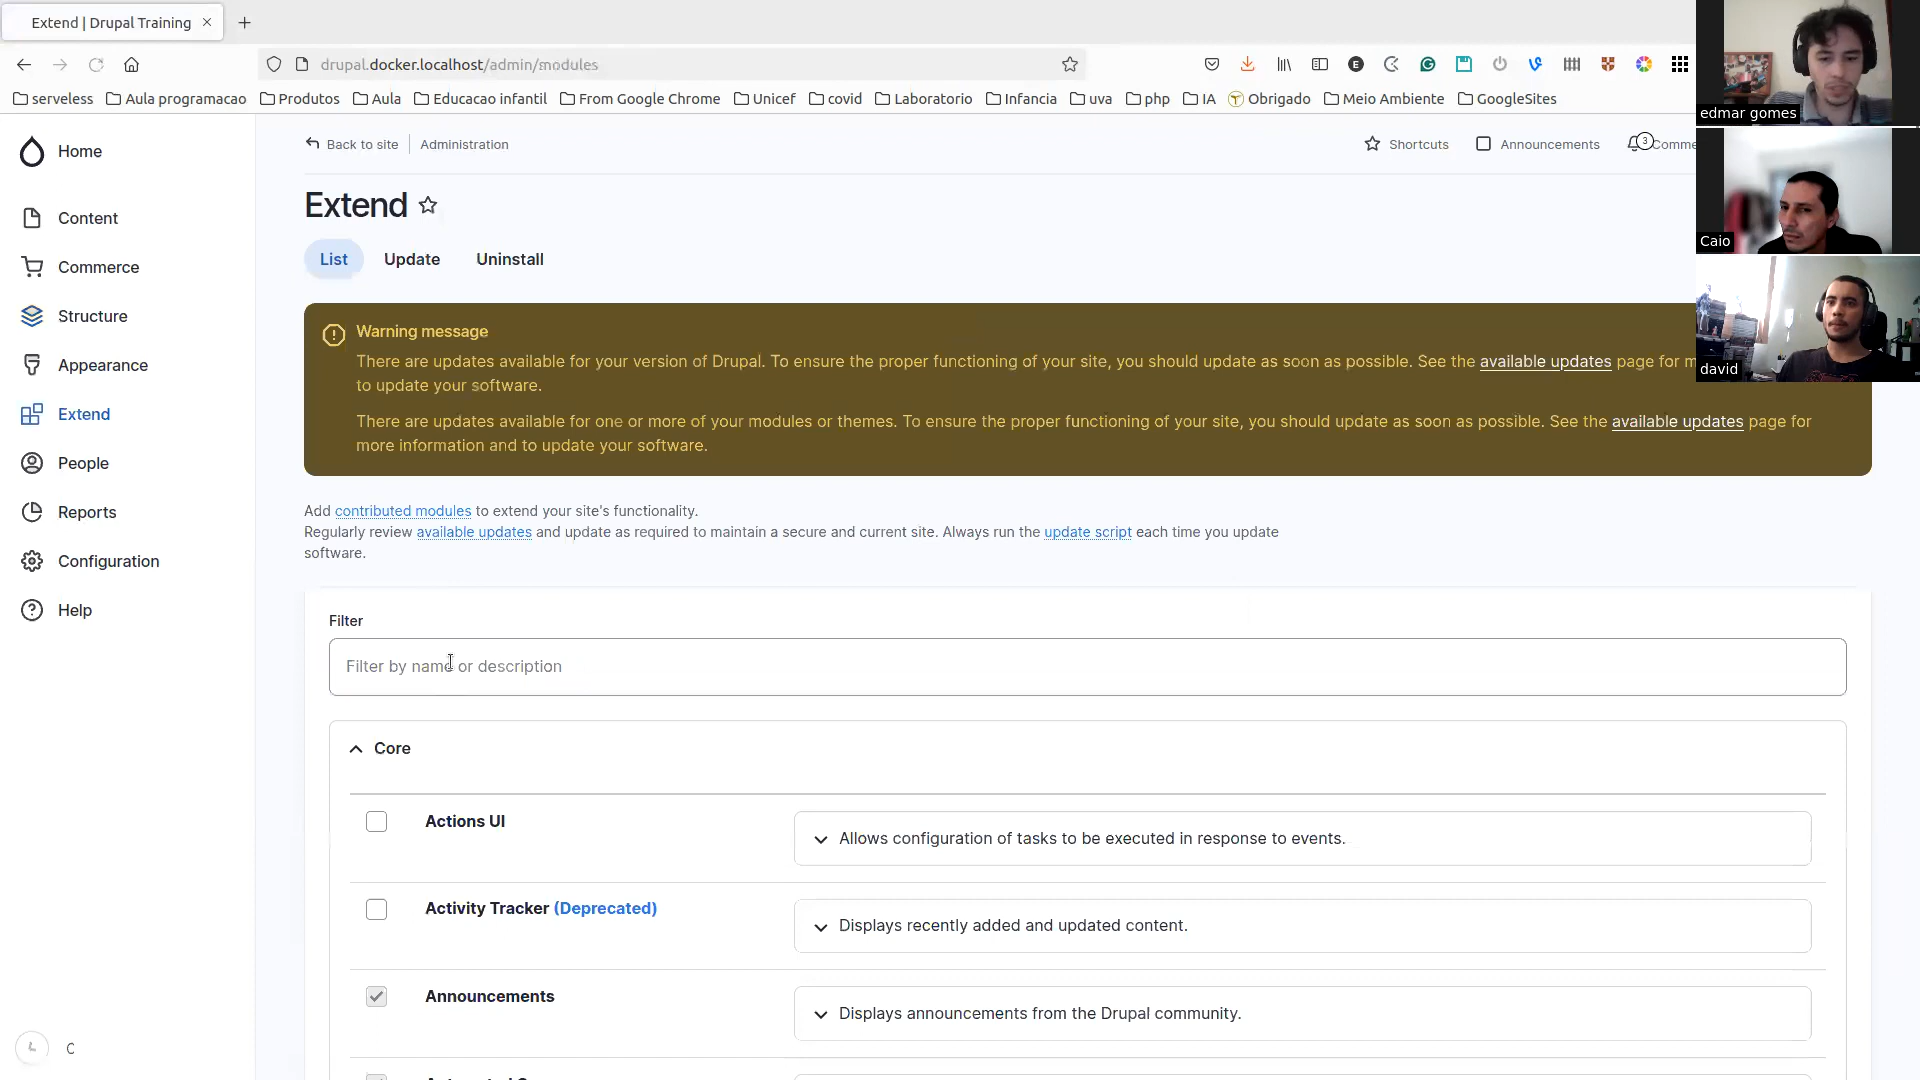 Extend | Drupal Training
drupal.docker.localhost/admin/modules
serveless
Aula programacao
Produtos
Aula
Educacao infantil
From Google Chrome
Unicef
covid
Laboratorio
Infancia
uva
php
IA
Obrigado
Meio Ambiente
GoogleSites
edmar gomes
Caio
david
Home
Content
Commerce
Structure
Appearance
Extend
People
Reports
Configuration
Help
Back to site
Administration
Shortcuts
Announcements
3
Comme
Extend
List
Update
Uninstall
Warning message
There are updates available for your version of Drupal. To ensure the proper functioning of your site, you should update as soon as possible. See the available updates page for m
to update your software.
There are updates available for one or more of your modules or themes. To ensure the proper functioning of your site, you should update as soon as possible. See the available updates page for
more information and to update your software.
Add contributed modules to extend your site's functionality.
Regularly review available updates and update as required to maintain a secure and current site. Always run the update script each time you update
software.
Filter
Filter by name or description
Core
Actions UI
Allows configuration of tasks to be executed in response to events.
Activity Tracker (Deprecated)
Displays recently added and updated content.
Announcements
Displays announcements from the Drupal community.